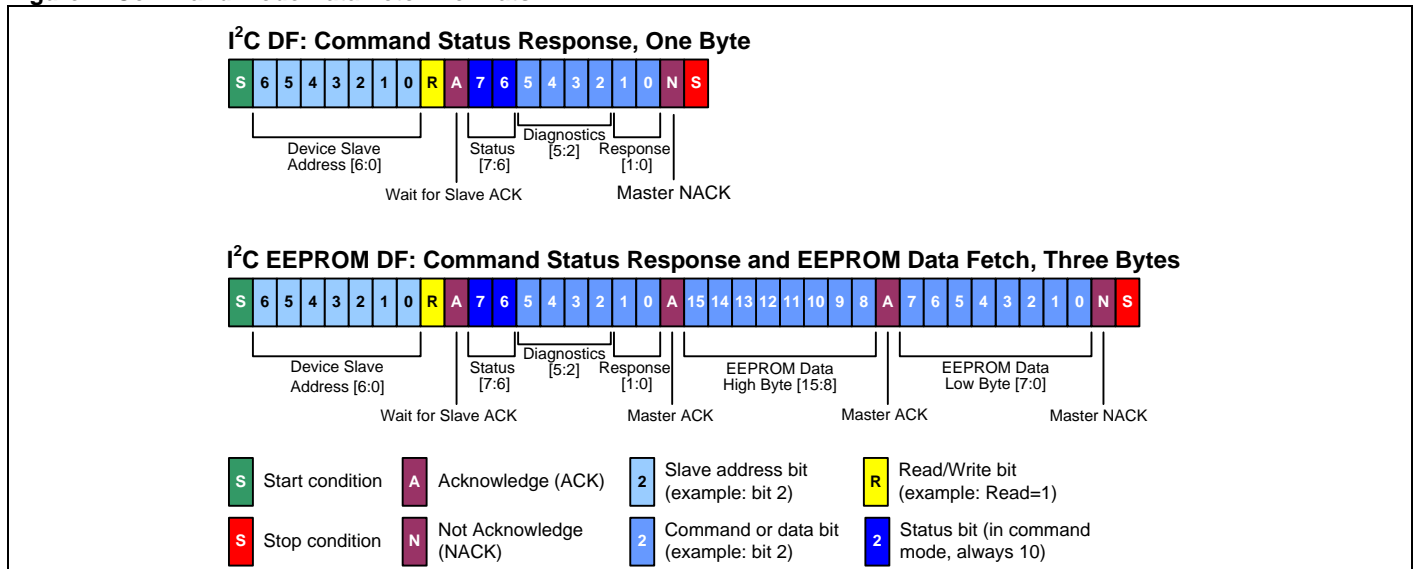 I²C DF: Command Status Response, One Byte
S 6 5 4 3 2 1 0 R A 7 6 5 4 3 2 1 0 N S
Device Slave
Address [6:0]
Status
[7:6]
Diagnostics
[5:2]
Response
[1:0]
Wait for Slave ACK
Master NACK
I²C EEPROM DF: Command Status Response and EEPROM Data Fetch, Three Bytes
S 6 5 4 3 2 1 0 R A 7 6 5 4 3 2 1 0 A 15 14 13 12 11 10 9 8 A 7 6 5 4 3 2 1 0 N S
Device Slave
Address [6:0]
Status
[7:6]
Diagnostics
[5:2]
Response
[1:0]
EEPROM Data
High Byte [15:8]
EEPROM Data
Low Byte [7:0]
Wait for Slave ACK
Master ACK
Master ACK
Master NACK
S Start condition
A Acknowledge (ACK)
2 Slave address bit
(example: bit 2)
R Read/Write bit
(example: Read=1)
S Stop condition
N Not Acknowledge
(NACK)
2 Command or data bit
(example: bit 2)
2 Status bit (in command
mode, always 10)